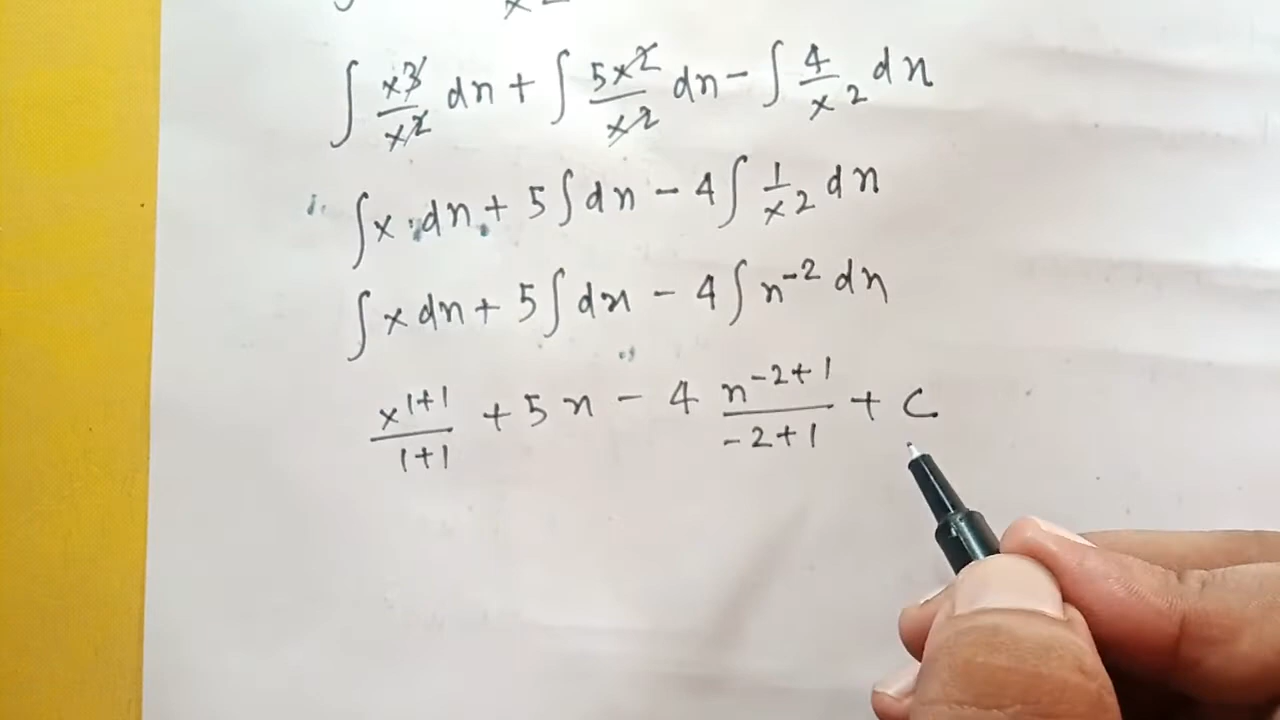 ∫ x³/x² dx + ∫ 5x²/x² dx − ∫ 4/x² dx
∫ x · dx + 5 ∫ dx − 4 ∫ 1/x² dx
∫ x dx + 5 ∫ dx − 4 ∫ x⁻² dx
x¹⁺¹/1+1 + 5x − 4 x⁻²⁺¹/−2+1 + C